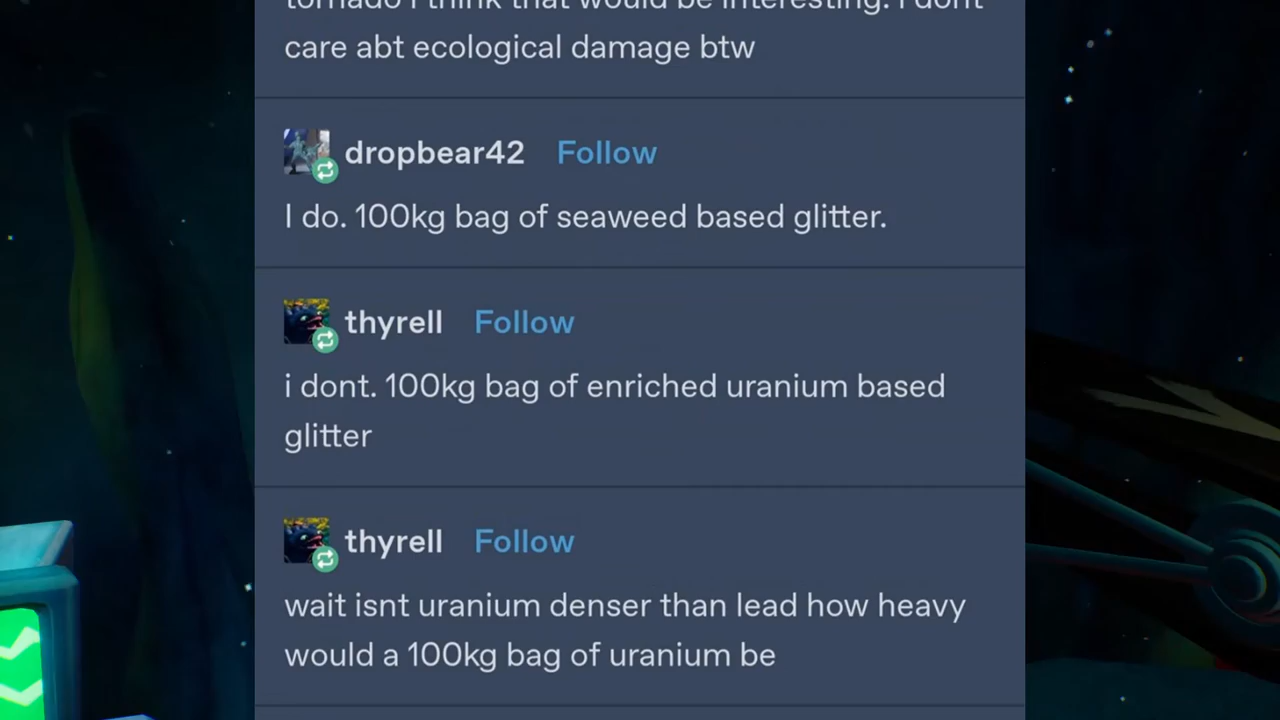 tornado i think that would be interesting. i dont
care abt ecological damage btw
dropbear42 Follow
I do. 100kg bag of seaweed based glitter.
thyrell Follow
i dont. 100kg bag of enriched uranium based
glitter
thyrell Follow
wait isnt uranium denser than lead how heavy
would a 100kg bag of uranium be